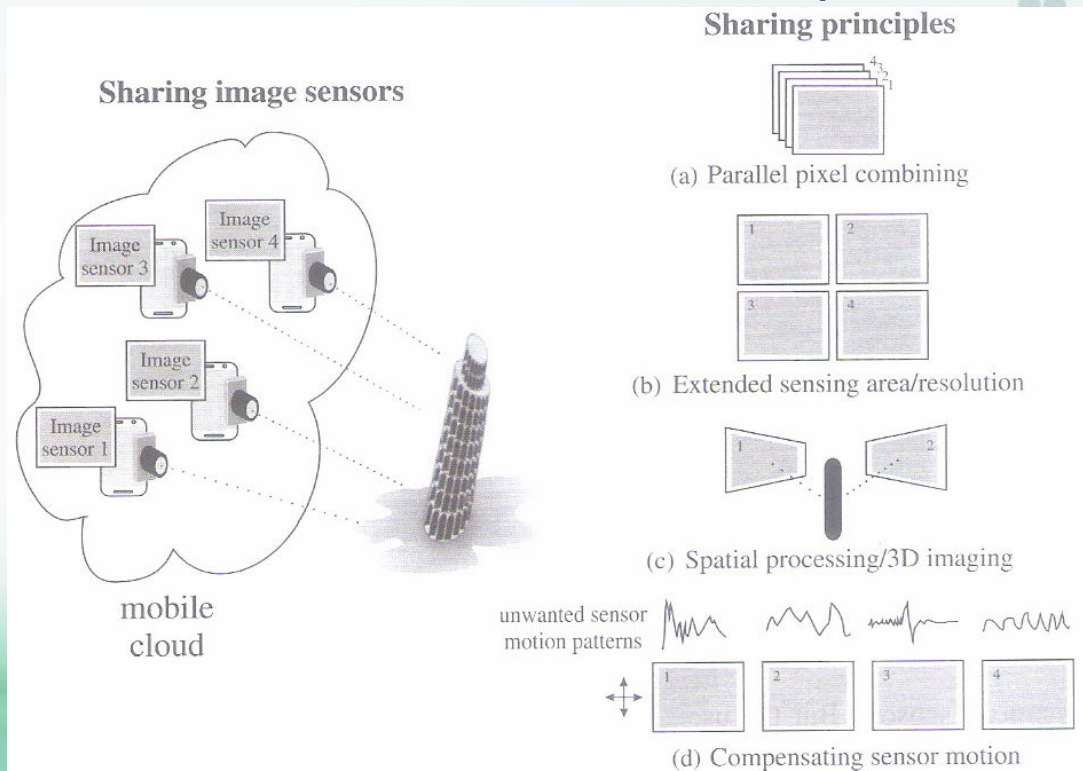 Sharing image sensors
Image
sensor 3
Image
sensor 4
Image
sensor 2
Image
sensor 1
mobile
cloud
Sharing principles
4
3
2
1
(a) Parallel pixel combining
1
2
3
4
(b) Extended sensing area/resolution
1
2
(c) Spatial processing/3D imaging
unwanted sensor
motion patterns
1
2
3
4
(d) Compensating sensor motion